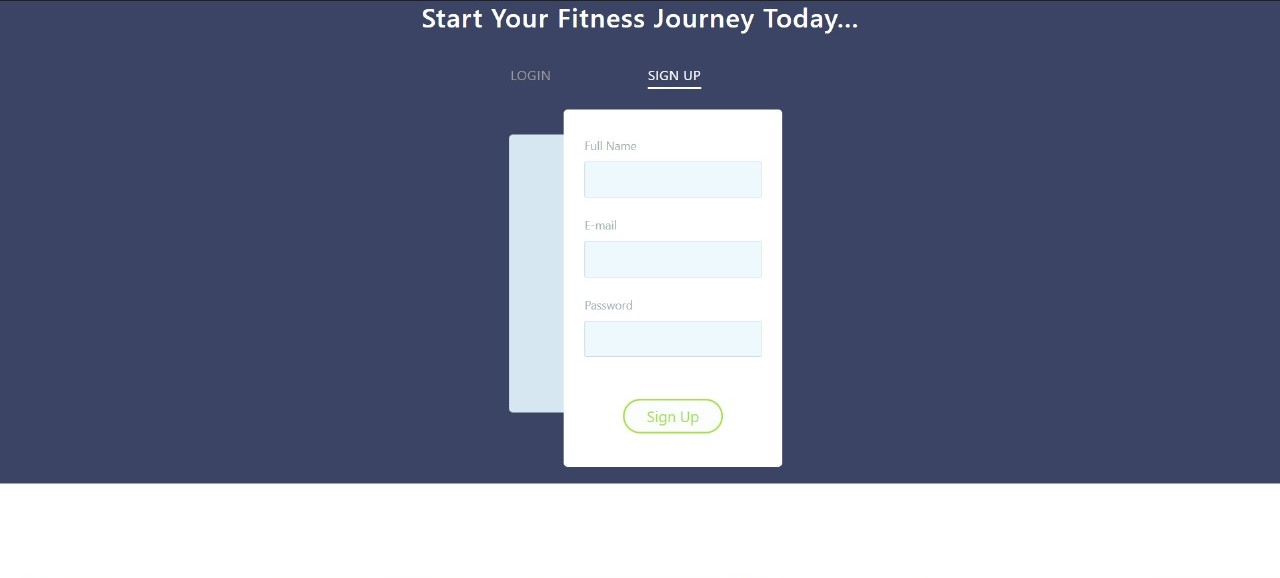 Start Your Fitness Journey Today...
LOGIN
SIGN UP
Full Name
E-mail
Password
Sign Up